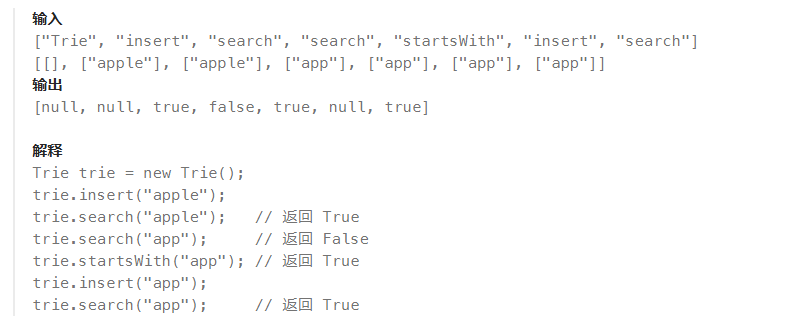 输入
["Trie", "insert", "search", "search", "startsWith", "insert", "search"]
[[], ["apple"], ["apple"], ["app"], ["app"], ["app"], ["app"]]
输出
[null, null, true, false, true, null, true]
解释
Trie trie = new Trie();
trie.insert("apple");
trie.search("apple");   // 返回 True
trie.search("app");     // 返回 False
trie.startsWith("app"); // 返回 True
trie.insert("app");
trie.search("app");     // 返回 True